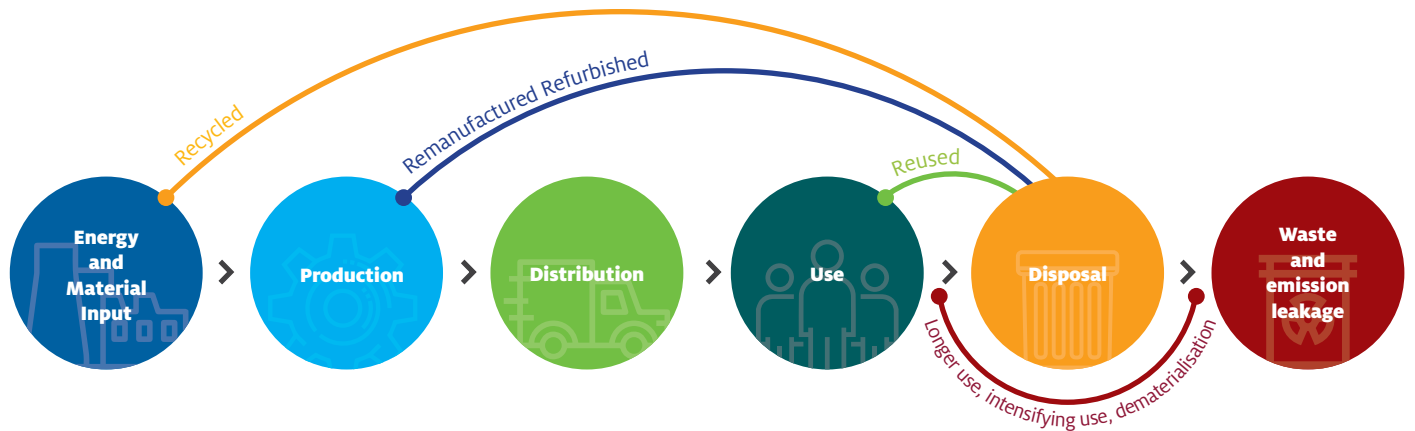 Recycled
Remanufactured Refurbished
Reused
Energy
and
Material
Input
Production
Distribution
Use
Disposal
Waste
and
emission
leakage
Longer use, intensifying use, dematerialisation